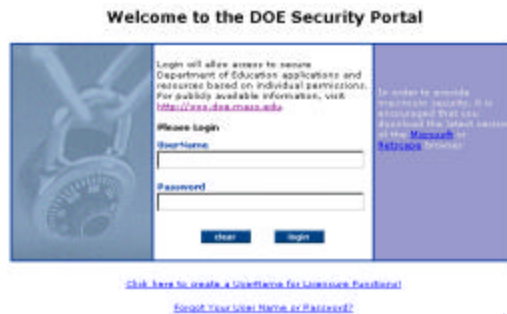 Welcome to the DOE Security Portal
Login will allow access to secure
Department of Education applications and
resources based on individual permissions.
For publicly available information, visit
http://www.doe.mass.edu.
Please Login
UserName
Password
clear
login
In order to provide
maximum security, it is
encouraged that you
download the latest version
of the Microsoft or
Netscape browser.
Click here to create a UserName for Licensure Functions!
Forgot Your User Name or Password?